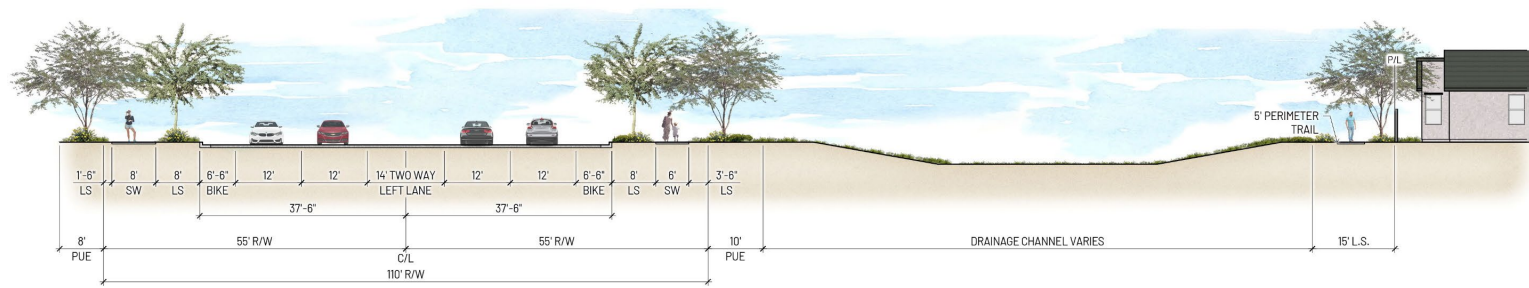 P/L
5' PERIMETER
TRAIL
1'-6" 8' 8' 6'-6" 12' 12' 14' TWO WAY 12' 12' 6'-6" 8' 6' 3'-6"
LS SW LS BIKE LEFT LANE BIKE LS SW LS
37'-6" 37'-6"
8' 55' R/W 55' R/W 10' DRAINAGE CHANNEL VARIES 15' L.S.
PUE C/L PUE
110' R/W